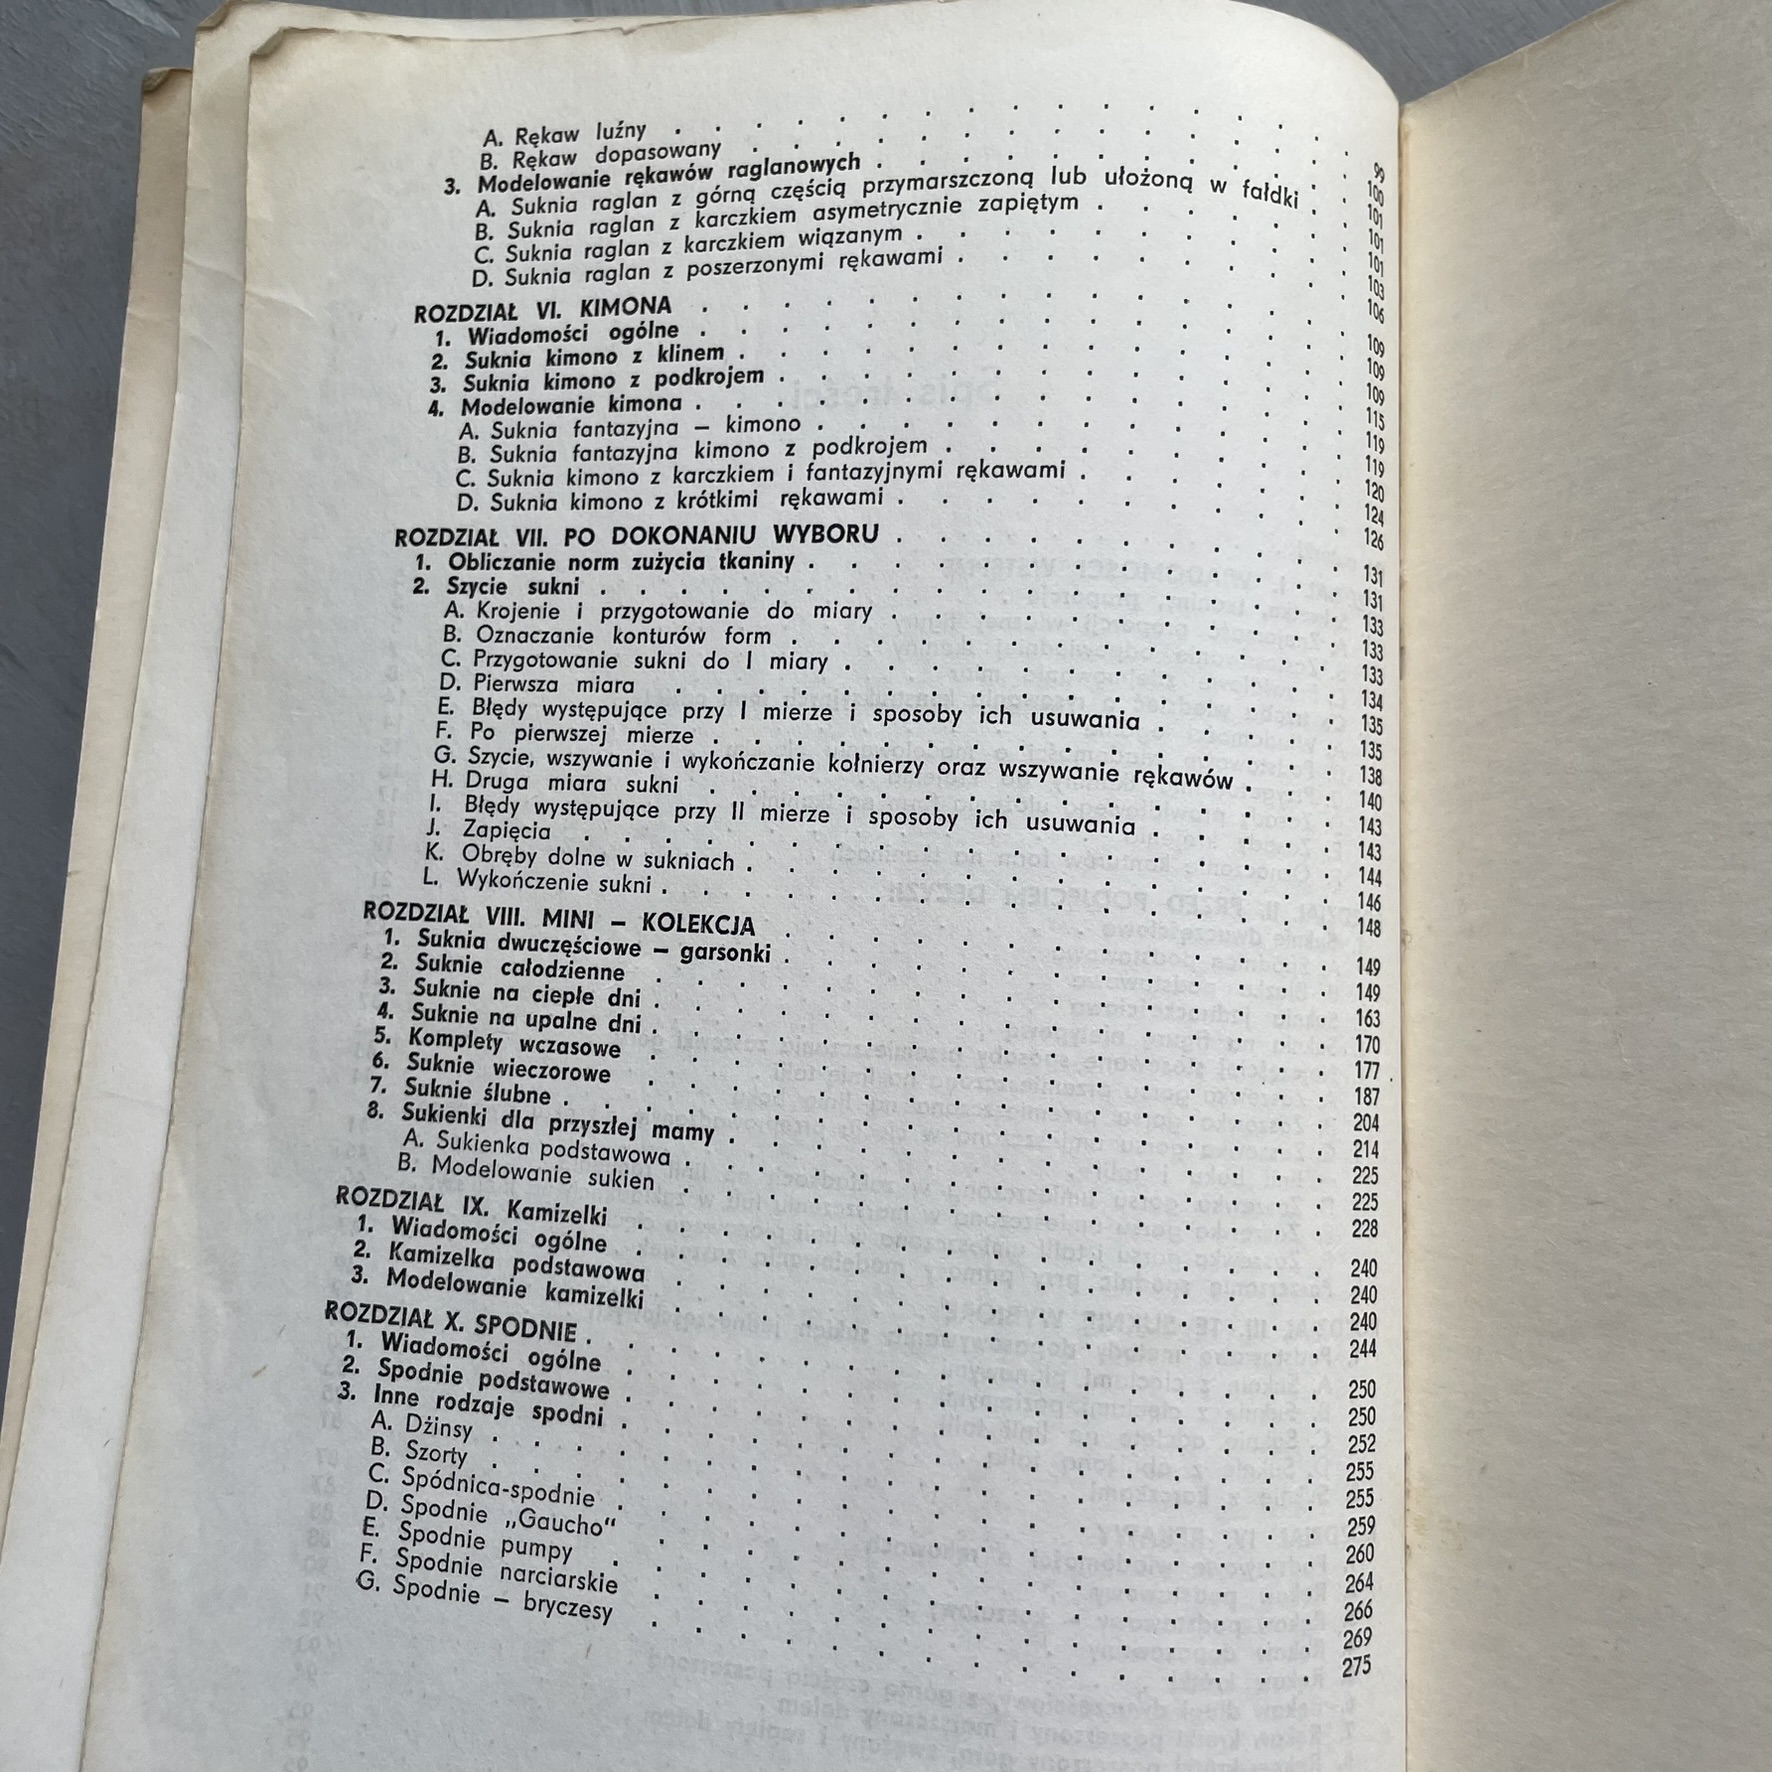 A. Rękaw luźny . . . . . . . . . . 99
B. Rękaw dopasowany . . . . . . . . . . 100
3. Modelowanie rękawów raglanowych . . . . . . . . . . 101
A. Suknia raglan z górną częścią przymarszczoną lub ułożoną w fałdki . . 101
B. Suknia raglan z karczkiem asymetrycznie zapiętym . . . . . . 101
C. Suknia raglan z karczkiem wiązanym . . . . . . . . . . 103
D. Suknia raglan z poszerzonymi rękawami . . . . . . . . . 106
ROZDZIAŁ VI. KIMONA . . . . . . . . . . 109
1. Wiadomości ogólne . . . . . . . . . . 109
2. Suknia kimono z klinem . . . . . . . . . . 109
3. Suknia kimono z podkrojem . . . . . . . . . . 115
4. Modelowanie kimona . . . . . . . . . . 119
A. Suknia fantazyjna – kimono . . . . . . . . . . 119
B. Suknia fantazyjna kimono z podkrojem . . . . . . . . . 120
C. Suknia kimono z karczkiem i fantazyjnymi rękawami . . . . . . 124
D. Suknia kimono z krótkimi rękawami . . . . . . . . . . 126
ROZDZIAŁ VII. PO DOKONANIU WYBORU . . . . . . . . . . 131
1. Obliczanie norm zużycia tkaniny . . . . . . . . . . 131
2. Szycie sukni . . . . . . . . . . 133
A. Krojenie i przygotowanie do miary . . . . . . . . . . 133
B. Oznaczanie konturów form . . . . . . . . . . 133
C. Przygotowanie sukni do I miary . . . . . . . . . . 134
D. Pierwsza miara . . . . . . . . . . 135
E. Błędy występujące przy I mierze i sposoby ich usuwania . . . . . 135
F. Po pierwszej mierze . . . . . . . . . . 138
G. Szycie, wszywanie i wykończanie kołnierzy oraz wszywanie rękawów . . . 140
H. Druga miara sukni . . . . . . . . . . 143
I. Błędy występujące przy II mierze i sposoby ich usuwania . . . . . 143
J. Zapięcia . . . . . . . . . . 144
K. Obręby dolne w sukniach . . . . . . . . . . 146
L. Wykończenie sukni . . . . . . . . . . 148
ROZDZIAŁ VIII. MINI – KOLEKCJA . . . . . . . . . . 149
1. Suknia dwuczęściowe – garsonki . . . . . . . . . . 149
2. Suknie całodzienne . . . . . . . . . . 163
3. Suknie na ciepłe dni . . . . . . . . . . 170
4. Suknie na upalne dni . . . . . . . . . . 177
5. Komplety wczasowe . . . . . . . . . . 187
6. Suknie wieczorowe . . . . . . . . . . 204
7. Suknie ślubne . . . . . . . . . . 214
8. Sukienki dla przyszłej mamy . . . . . . . . . . 225
A. Sukienka podstawowa . . . . . . . . . . 225
B. Modelowanie sukien . . . . . . . . . . 228
ROZDZIAŁ IX. Kamizelki . . . . . . . . . . 240
1. Wiadomości ogólne . . . . . . . . . . 240
2. Kamizelka podstawowa . . . . . . . . . . 240
3. Modelowanie kamizelki . . . . . . . . . . 244
ROZDZIAŁ X. SPODNIE . . . . . . . . . . 250
1. Wiadomości ogólne . . . . . . . . . . 250
2. Spodnie podstawowe . . . . . . . . . . 252
3. Inne rodzaje spodni . . . . . . . . . . 255
A. Dżinsy . . . . . . . . . . 255
B. Szorty . . . . . . . . . . 259
C. Spódnica-spodnie . . . . . . . . . . 260
D. Spodnie „Gaucho" . . . . . . . . . . 264
E. Spodnie pumpy . . . . . . . . . . 266
F. Spodnie narciarskie . . . . . . . . . . 269
G. Spodnie – bryczesy . . . . . . . . . . 275